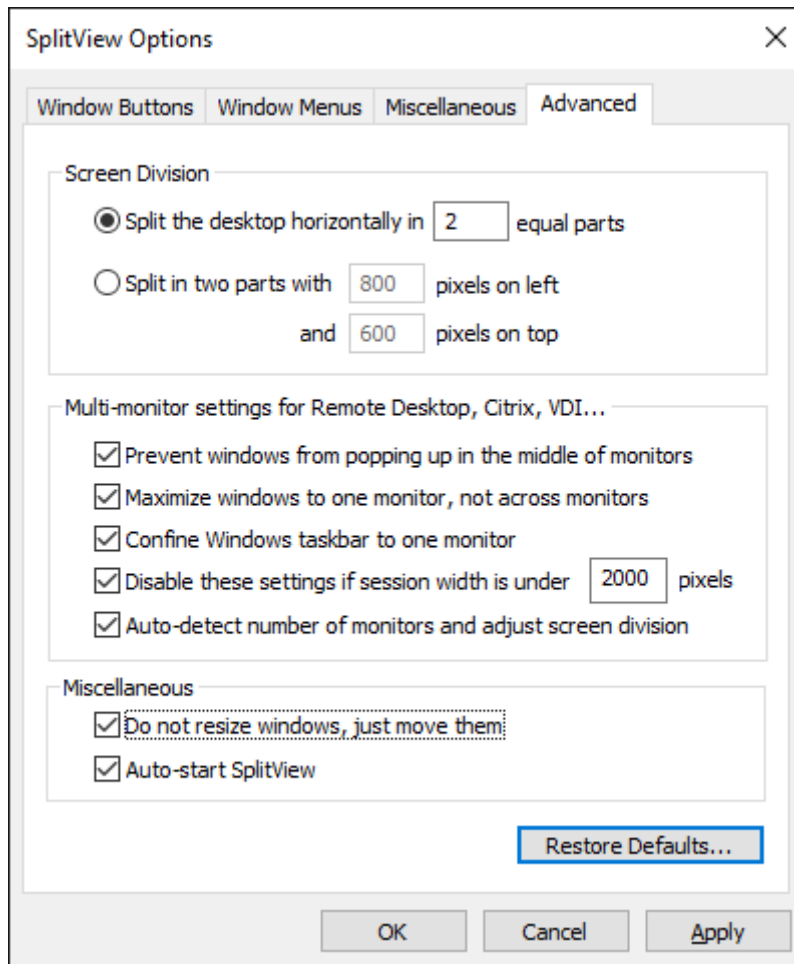 SplitView Options
Window Buttons Window Menus Miscellaneous Advanced
Screen Division
Split the desktop horizontally in 2 equal parts
Split in two parts with 800 pixels on left
and 600 pixels on top
Multi-monitor settings for Remote Desktop, Citrix, VDI...
Prevent windows from popping up in the middle of monitors
Maximize windows to one monitor, not across monitors
Confine Windows taskbar to one monitor
Disable these settings if session width is under 2000 pixels
Auto-detect number of monitors and adjust screen division
Miscellaneous
Do not resize windows, just move them
Auto-start SplitView
Restore Defaults...
OK Cancel Apply